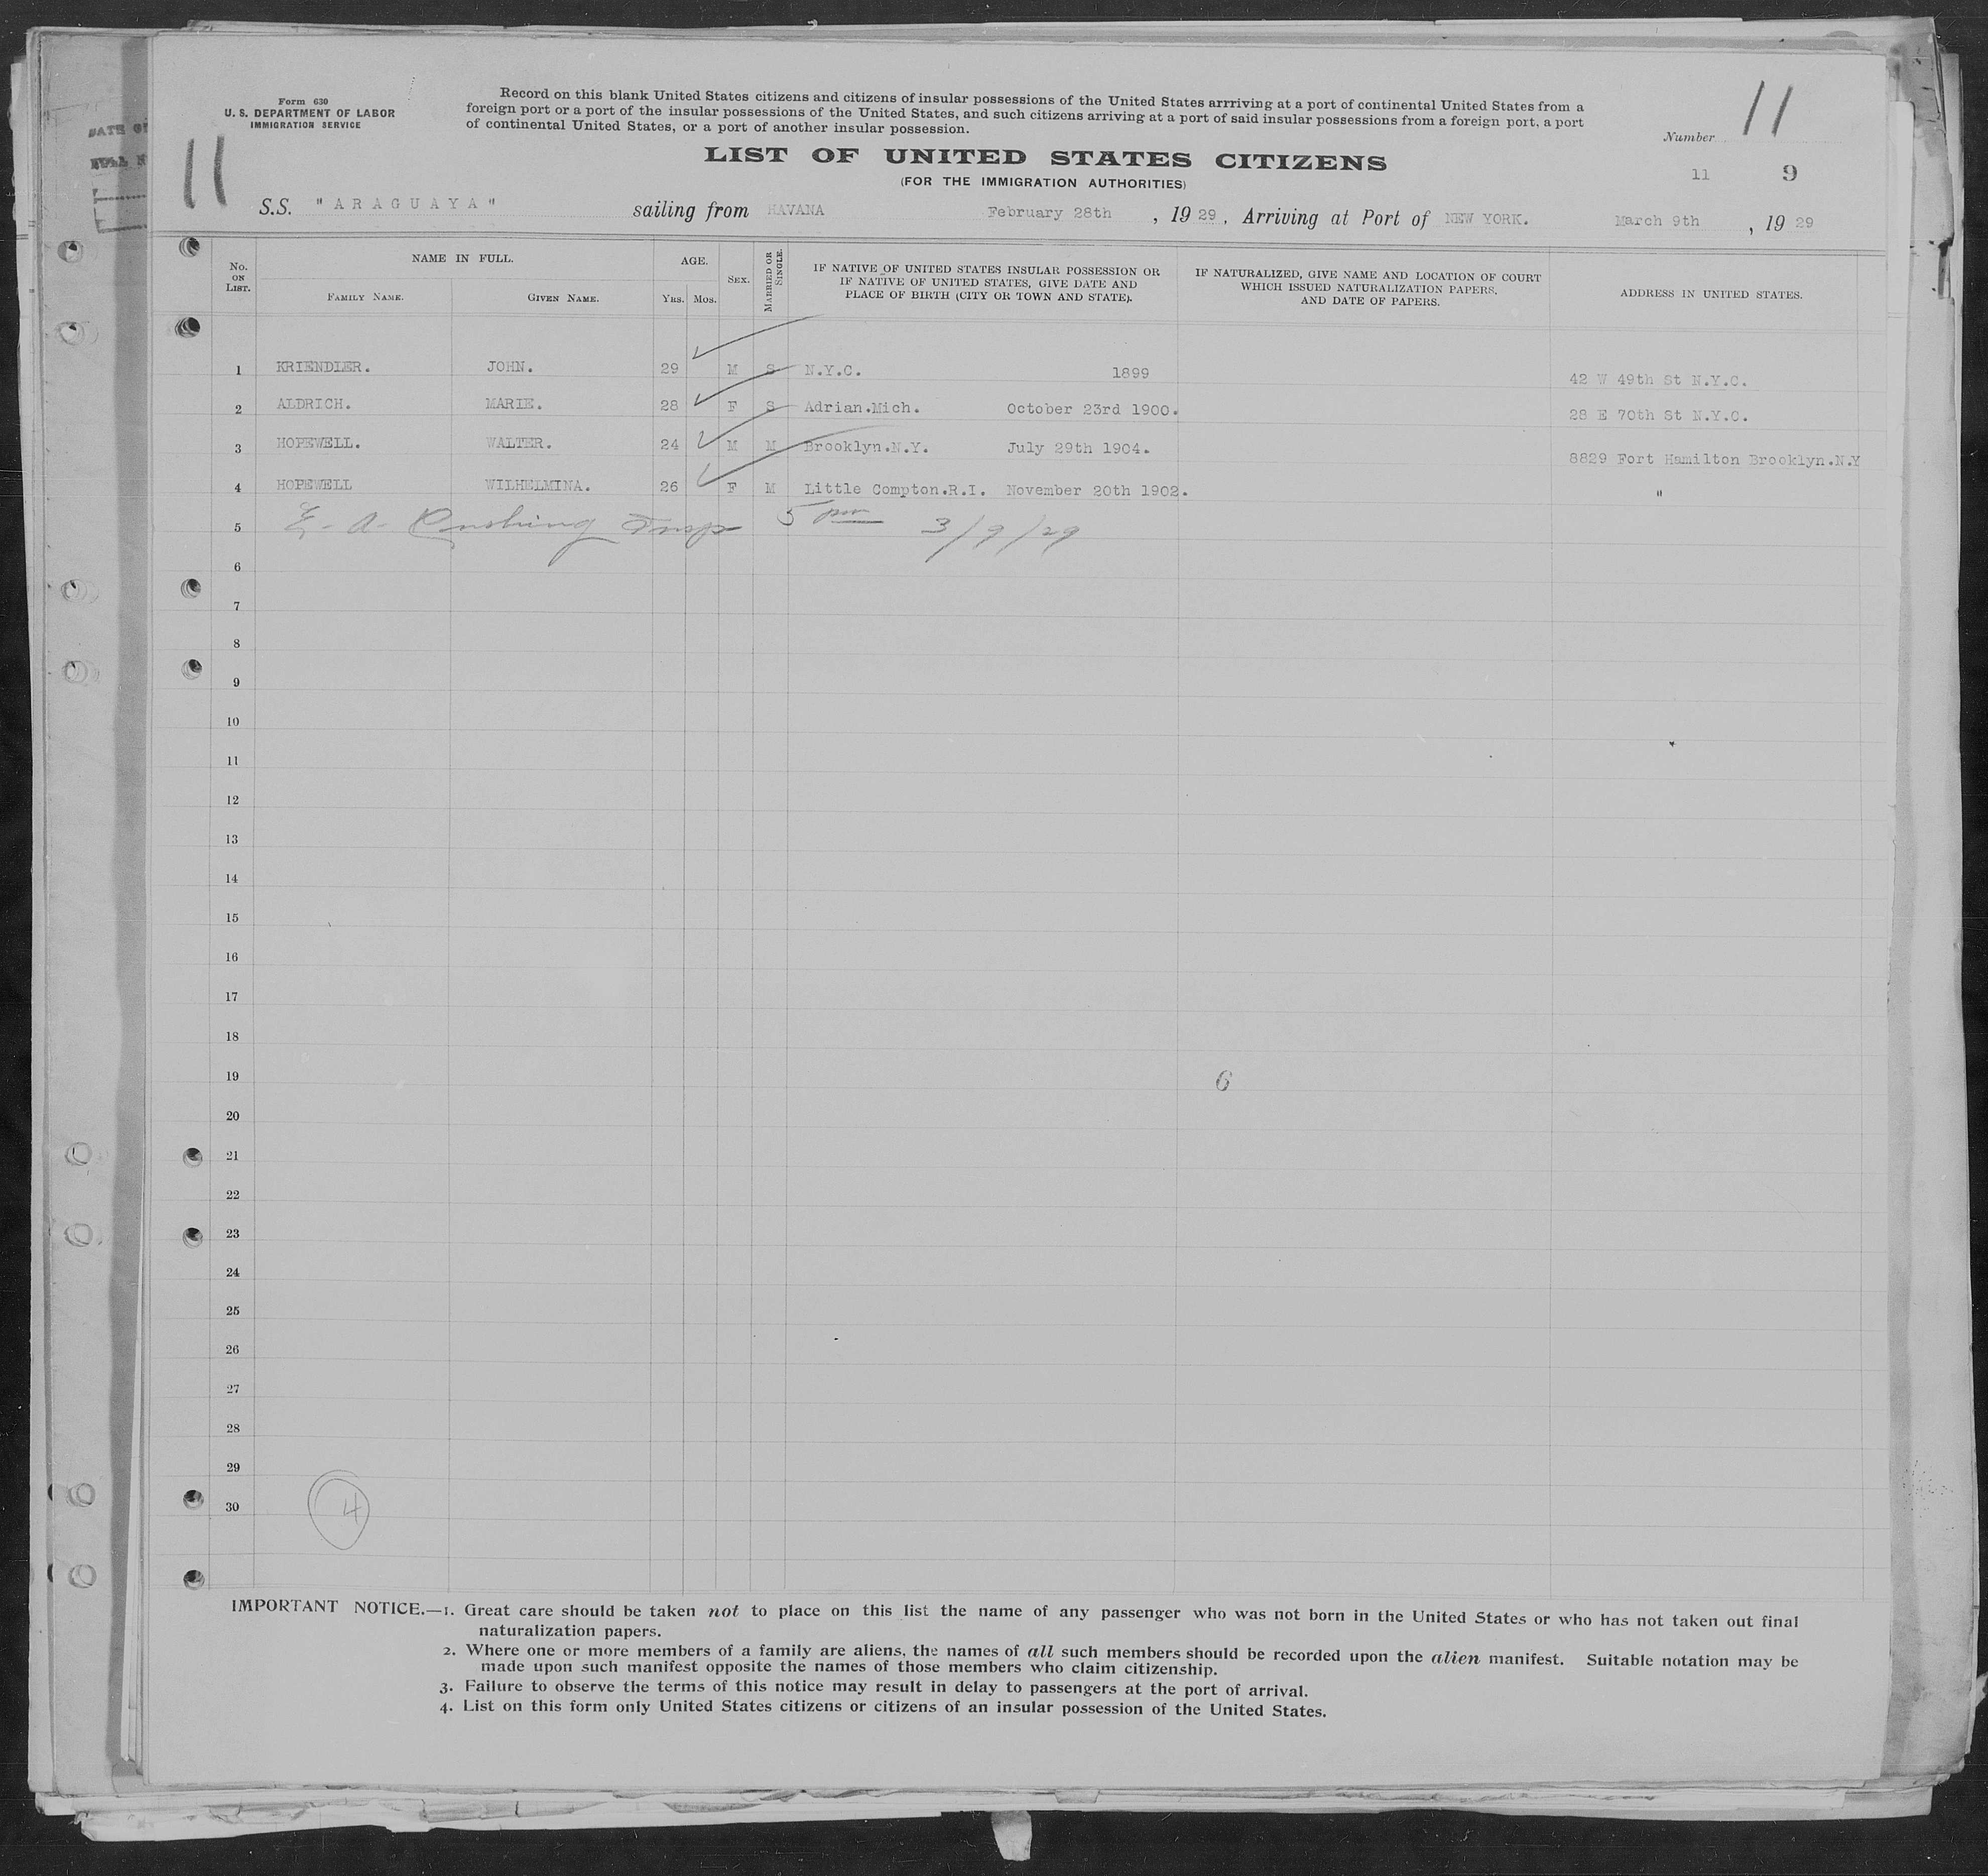 Form 630
U. S. DEPARTMENT OF LABOR
IMMIGRATION SERVICE
Record on this blank United States citizens and citizens of insular possessions of the United States arrriving at a port of continental United States from a
foreign port or a port of the insular possessions of the United States, and such citizens arriving at a port of said insular possessions from a foreign port, a port
of continental United States, or a port of another insular possession.
Number 11
11
LIST OF UNITED STATES CITIZENS
(FOR THE IMMIGRATION AUTHORITIES)
11 9
S.S. "ARAGUAYA" sailing from HAVANA February 28th , 19 29 , Arriving at Port of NEW YORK. March 9th , 19 29
No. ON LIST.
NAME IN FULL.
FAMILY NAME. GIVEN NAME.
AGE.
YRS. MOS.
SEX.
MARRIED OR SINGLE.
IF NATIVE OF UNITED STATES INSULAR POSSESSION OR
IF NATIVE OF UNITED STATES, GIVE DATE AND
PLACE OF BIRTH (CITY OR TOWN AND STATE).
IF NATURALIZED, GIVE NAME AND LOCATION OF COURT
WHICH ISSUED NATURALIZATION PAPERS,
AND DATE OF PAPERS.
ADDRESS IN UNITED STATES.
1 KRIENDLER. JOHN. 29 M S N.Y.C. 1899 42 W 49th St N.Y.C.
2 ALDRICH. MARIE. 28 F S Adrian.Mich. October 23rd 1900. 28 E 70th St N.Y.C.
3 HOPEWELL. WALTER. 24 M M Brooklyn.N.Y. July 29th 1904. 8829 Fort Hamilton Brooklyn.N.Y
4 HOPEWELL WILHELMINA. 26 F M Little Compton.R.I. November 20th 1902. "
5 E. A. Insp 5 pm 3/9/29
6
7
8
9
10
11
12
13
14
15
16
17
18
19 6
20
21
22
23
24
25
26
27
28
29
30 4
IMPORTANT NOTICE.—1. Great care should be taken not to place on this list the name of any passenger who was not born in the United States or who has not taken out final
naturalization papers.
2. Where one or more members of a family are aliens, the names of all such members should be recorded upon the alien manifest. Suitable notation may be
made upon such manifest opposite the names of those members who claim citizenship.
3. Failure to observe the terms of this notice may result in delay to passengers at the port of arrival.
4. List on this form only United States citizens or citizens of an insular possession of the United States.